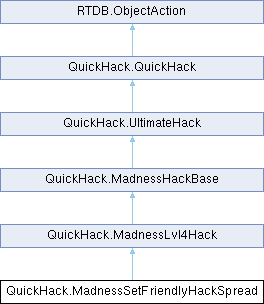 RTDB.ObjectAction
QuickHack.QuickHack
QuickHack.UltimateHack
QuickHack.MadnessHackBase
QuickHack.MadnessLvl4Hack
QuickHack.MadnessSetFriendlyHackSpread